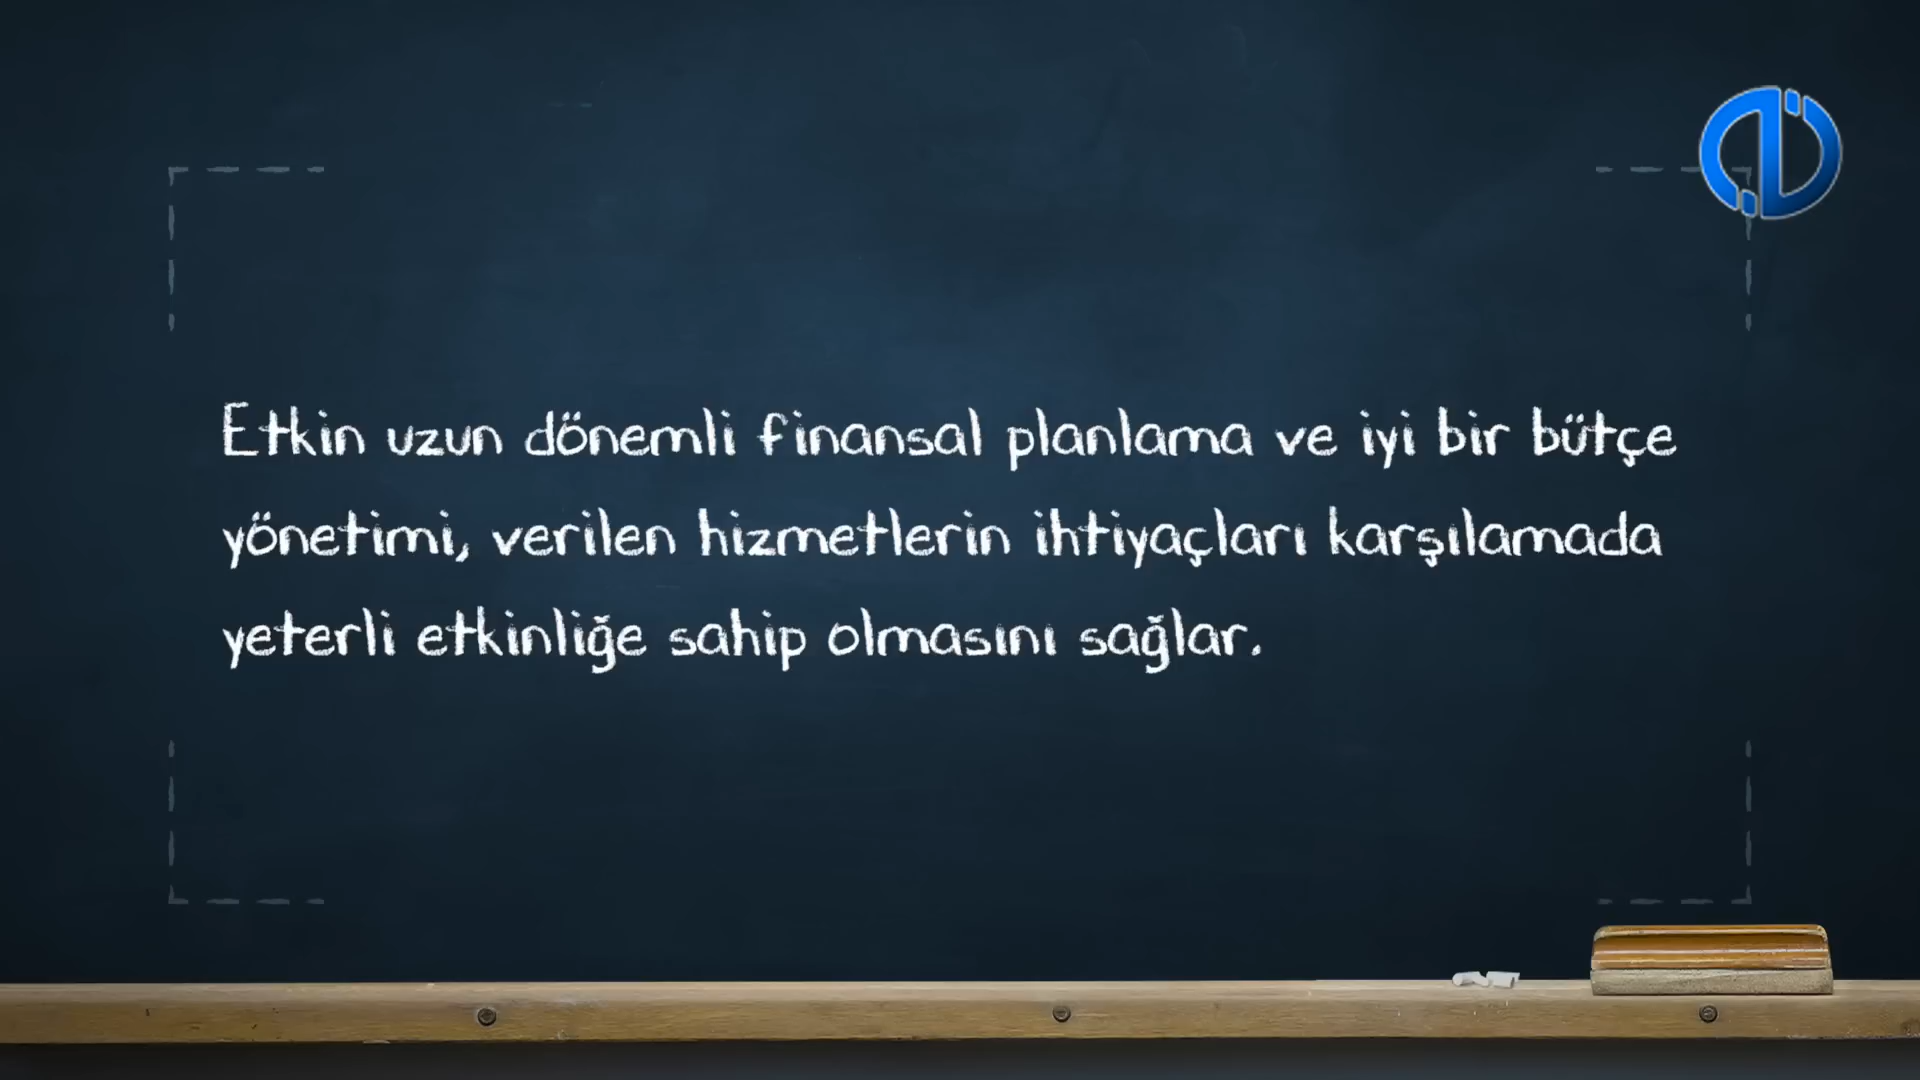 Etkin uzun dönemli finansal planlama ve iyi bir bütçe
yönetimi, verilen hizmetlerin ihtiyaçları karşılamada
yeterli etkinliğe sahip olmasını sağlar.